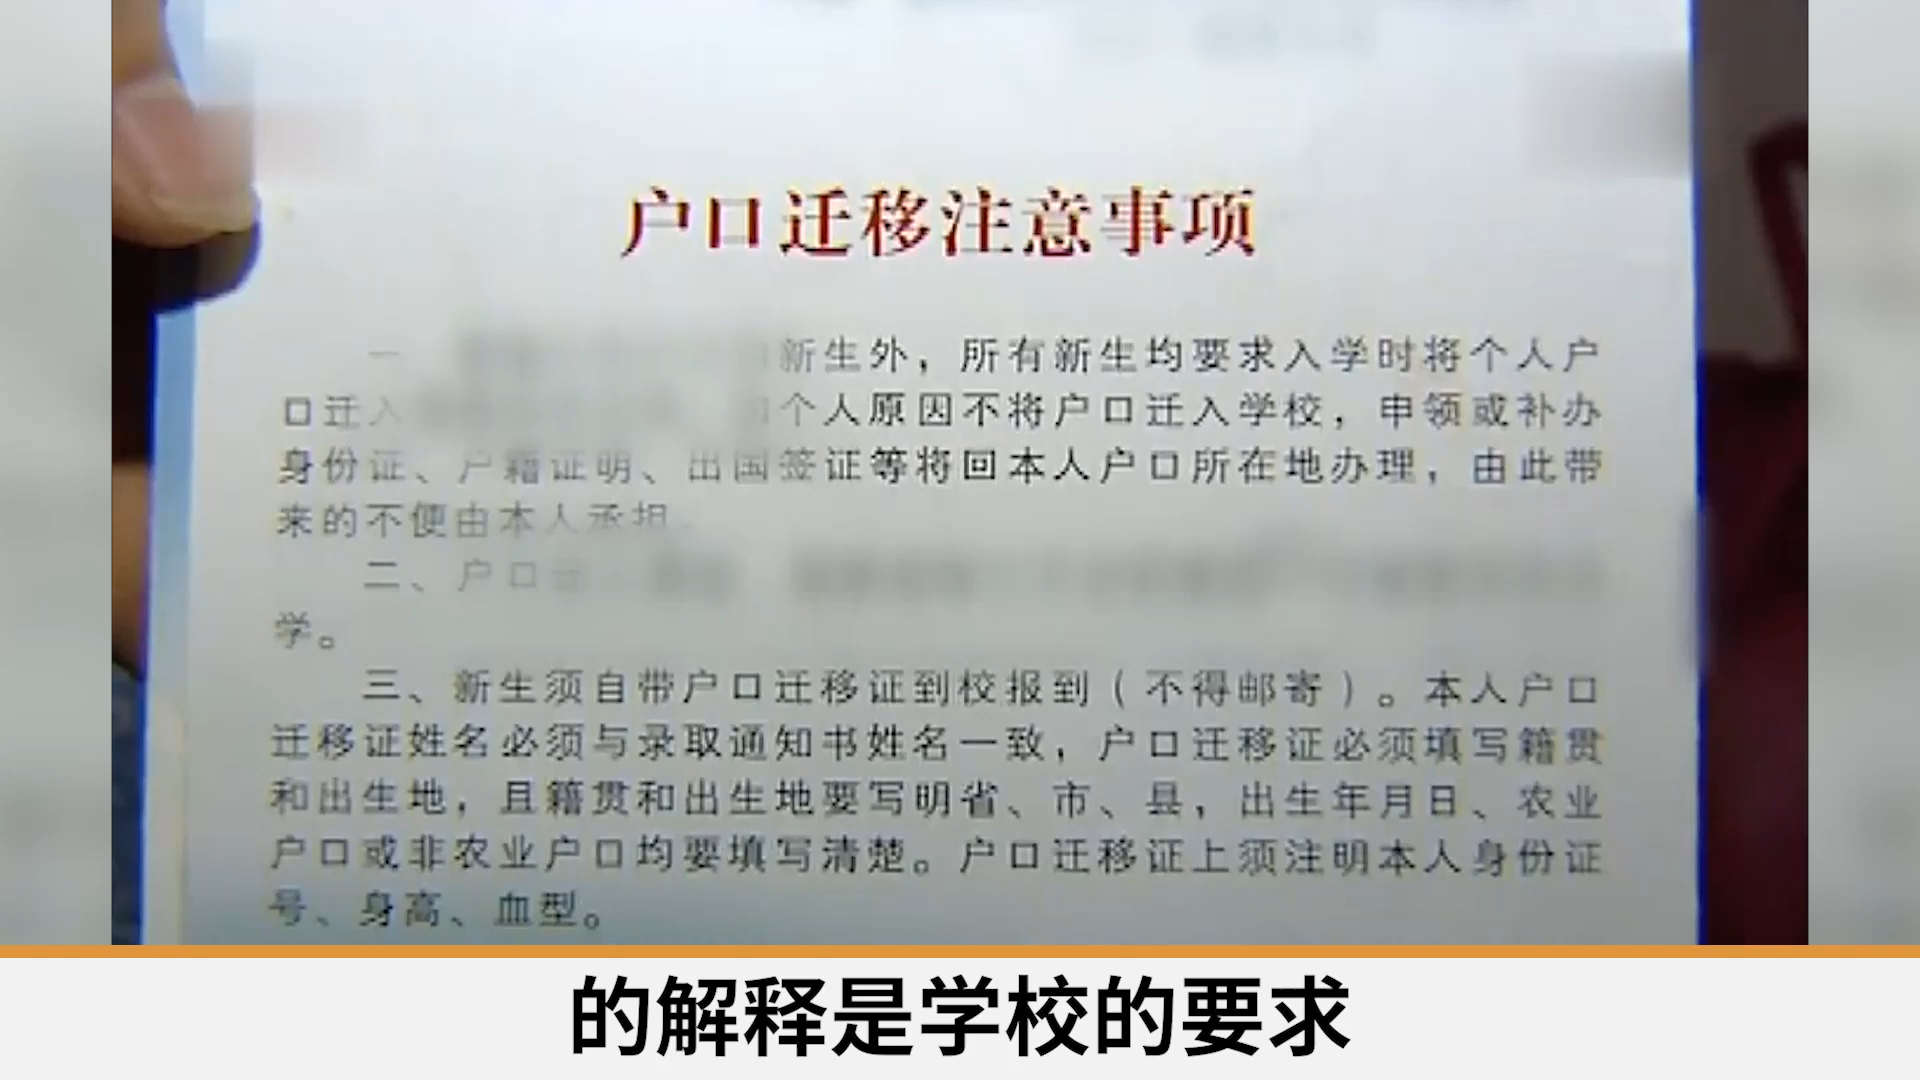 户口迁移注意事项
一 新生外，所有新生均要求入学时将个人户
口迁入 个人原因不将户口迁入学校，申领或补办
身份证、户籍证明、出国签证等将回本人户口所在地办理，由此带
来的不便由本人承担。
二、户口
学。
三、新生须自带户口迁移证到校报到（不得邮寄）。本人户口
迁移证姓名必须与录取通知书姓名一致，户口迁移证必须填写籍贯
和出生地，且籍贯和出生地要写明省、市、县，出生年月日、农业
户口或非农业户口均要填写清楚。户口迁移证上须注明本人身份证
号、身高、血型。
的解释是学校的要求